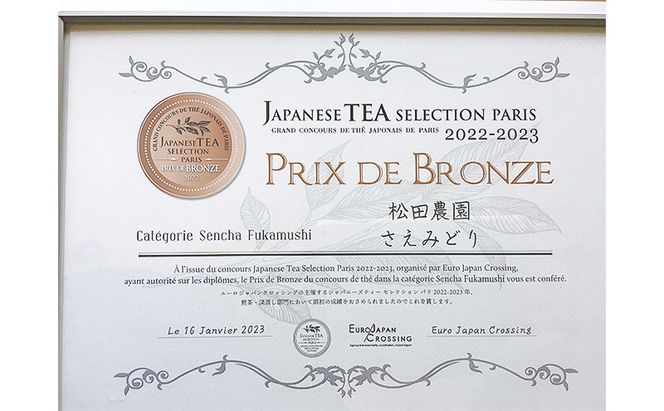 GRAND CONCOURS DE THÉ JAPONAIS DE PARIS
JAPANESE TEA
SELECTION
PARIS
PRIX DE BRONZE
2023
JAPANESE TEA SELECTION PARIS
GRAND CONCOURS DE THÉ JAPONAIS DE PARIS 2022-2023
PRIX DE BRONZE
松田農園
Catégorie Sencha Fukamushi
さえみどり
À l'issue du concours Japanese Tea Selection Paris 2022-2023, organisé par Euro Japan Crossing,
ayant autorité sur les diplômes, le Prix de Bronze du concours de thé dans la catégorie Sencha Fukamushi vous est conféré.
ユーロジャパンクロッシングの主催するジャパニーズティー セレクション パリ 2022-2023 年、
煎茶・深蒸し部門において頭初の成績をおさめられましたのでこれを賞します。
Le 16 Janvier 2023
JAPANESE TEA
SELECTION
PARIS
EUROJAPAN
CROSSING
Euro Japan Crossing